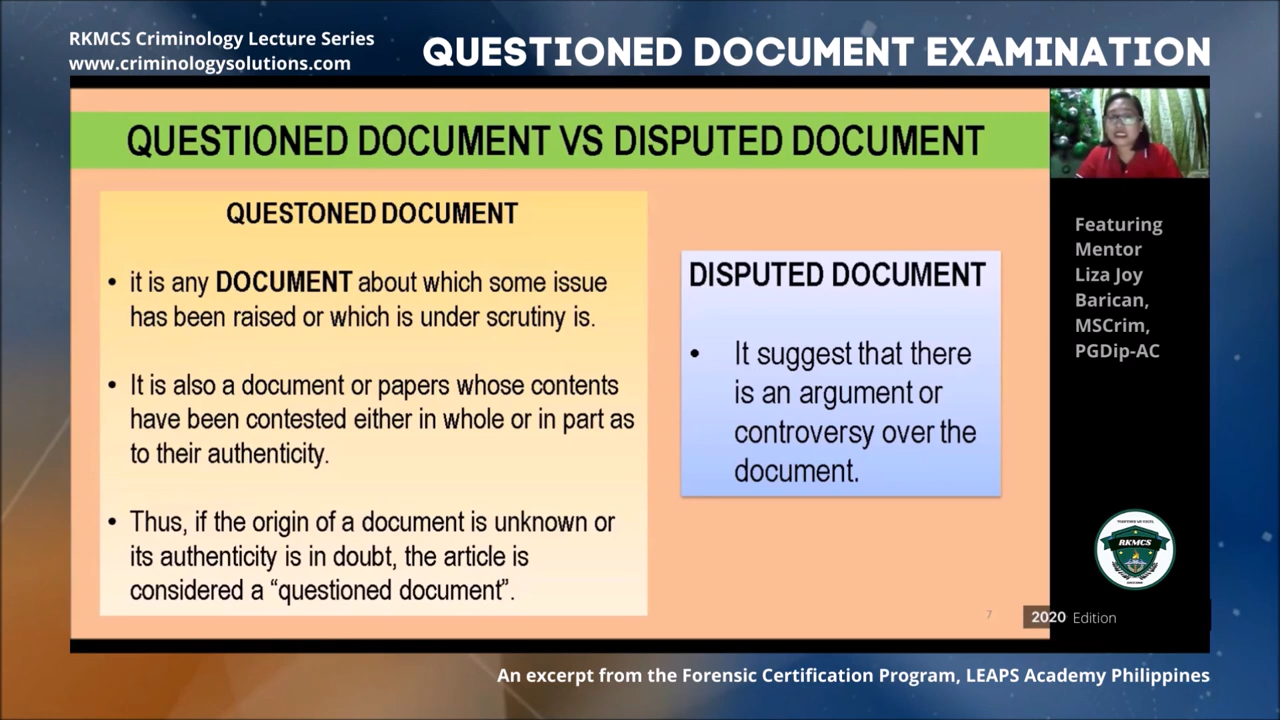 RKMCS Criminology Lecture Series
www.criminologysolutions.com
QUESTIONED DOCUMENT EXAMINATION
QUESTIONED DOCUMENT VS DISPUTED DOCUMENT
QUESTONED DOCUMENT
• it is any DOCUMENT about which some issue
has been raised or which is under scrutiny is.
• It is also a document or papers whose contents
have been contested either in whole or in part as
to their authenticity.
• Thus, if the origin of a document is unknown or
its authenticity is in doubt, the article is
considered a “questioned document”.
DISPUTED DOCUMENT
• It suggest that there
is an argument or
controversy over the
document.
7
Featuring
Mentor
Liza Joy
Barican,
MSCrim,
PGDip-AC
RKMCS
2020 Edition
An excerpt from the Forensic Certification Program, LEAPS Academy Philippines